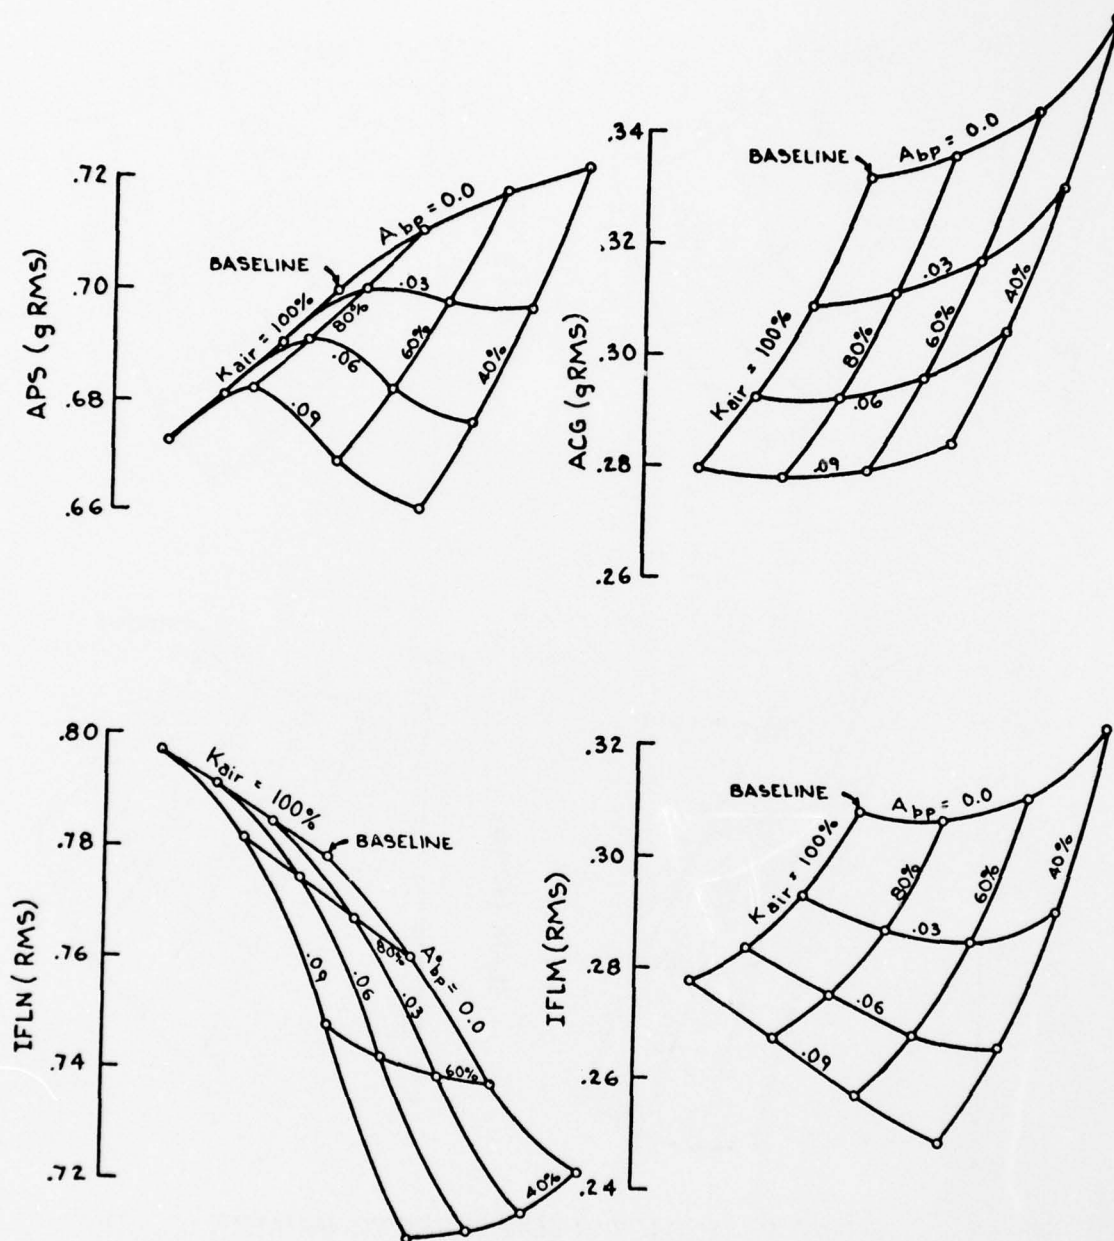 .72
.70
.68
.66
APS (gRMS)
BASELINE
Abp = 0.0
Kair = 100%
80%
60%
40%
.03
.06
.09
.34
.32
.30
.28
.26
ACG (gRMS)
BASELINE
Abp = 0.0
Kair = 100%
80%
60%
40%
.03
.06
.09
.80
.78
.76
.74
.72
IFLN (RMS)
Kair = 100%
BASELINE
80%
Abp = 0.0
.09
.06
.03
60%
40%
.32
.30
.28
.26
.24
IFLM (RMS)
BASELINE
Abp = 0.0
Kair = 100%
80%
60%
40%
.03
.06
.09